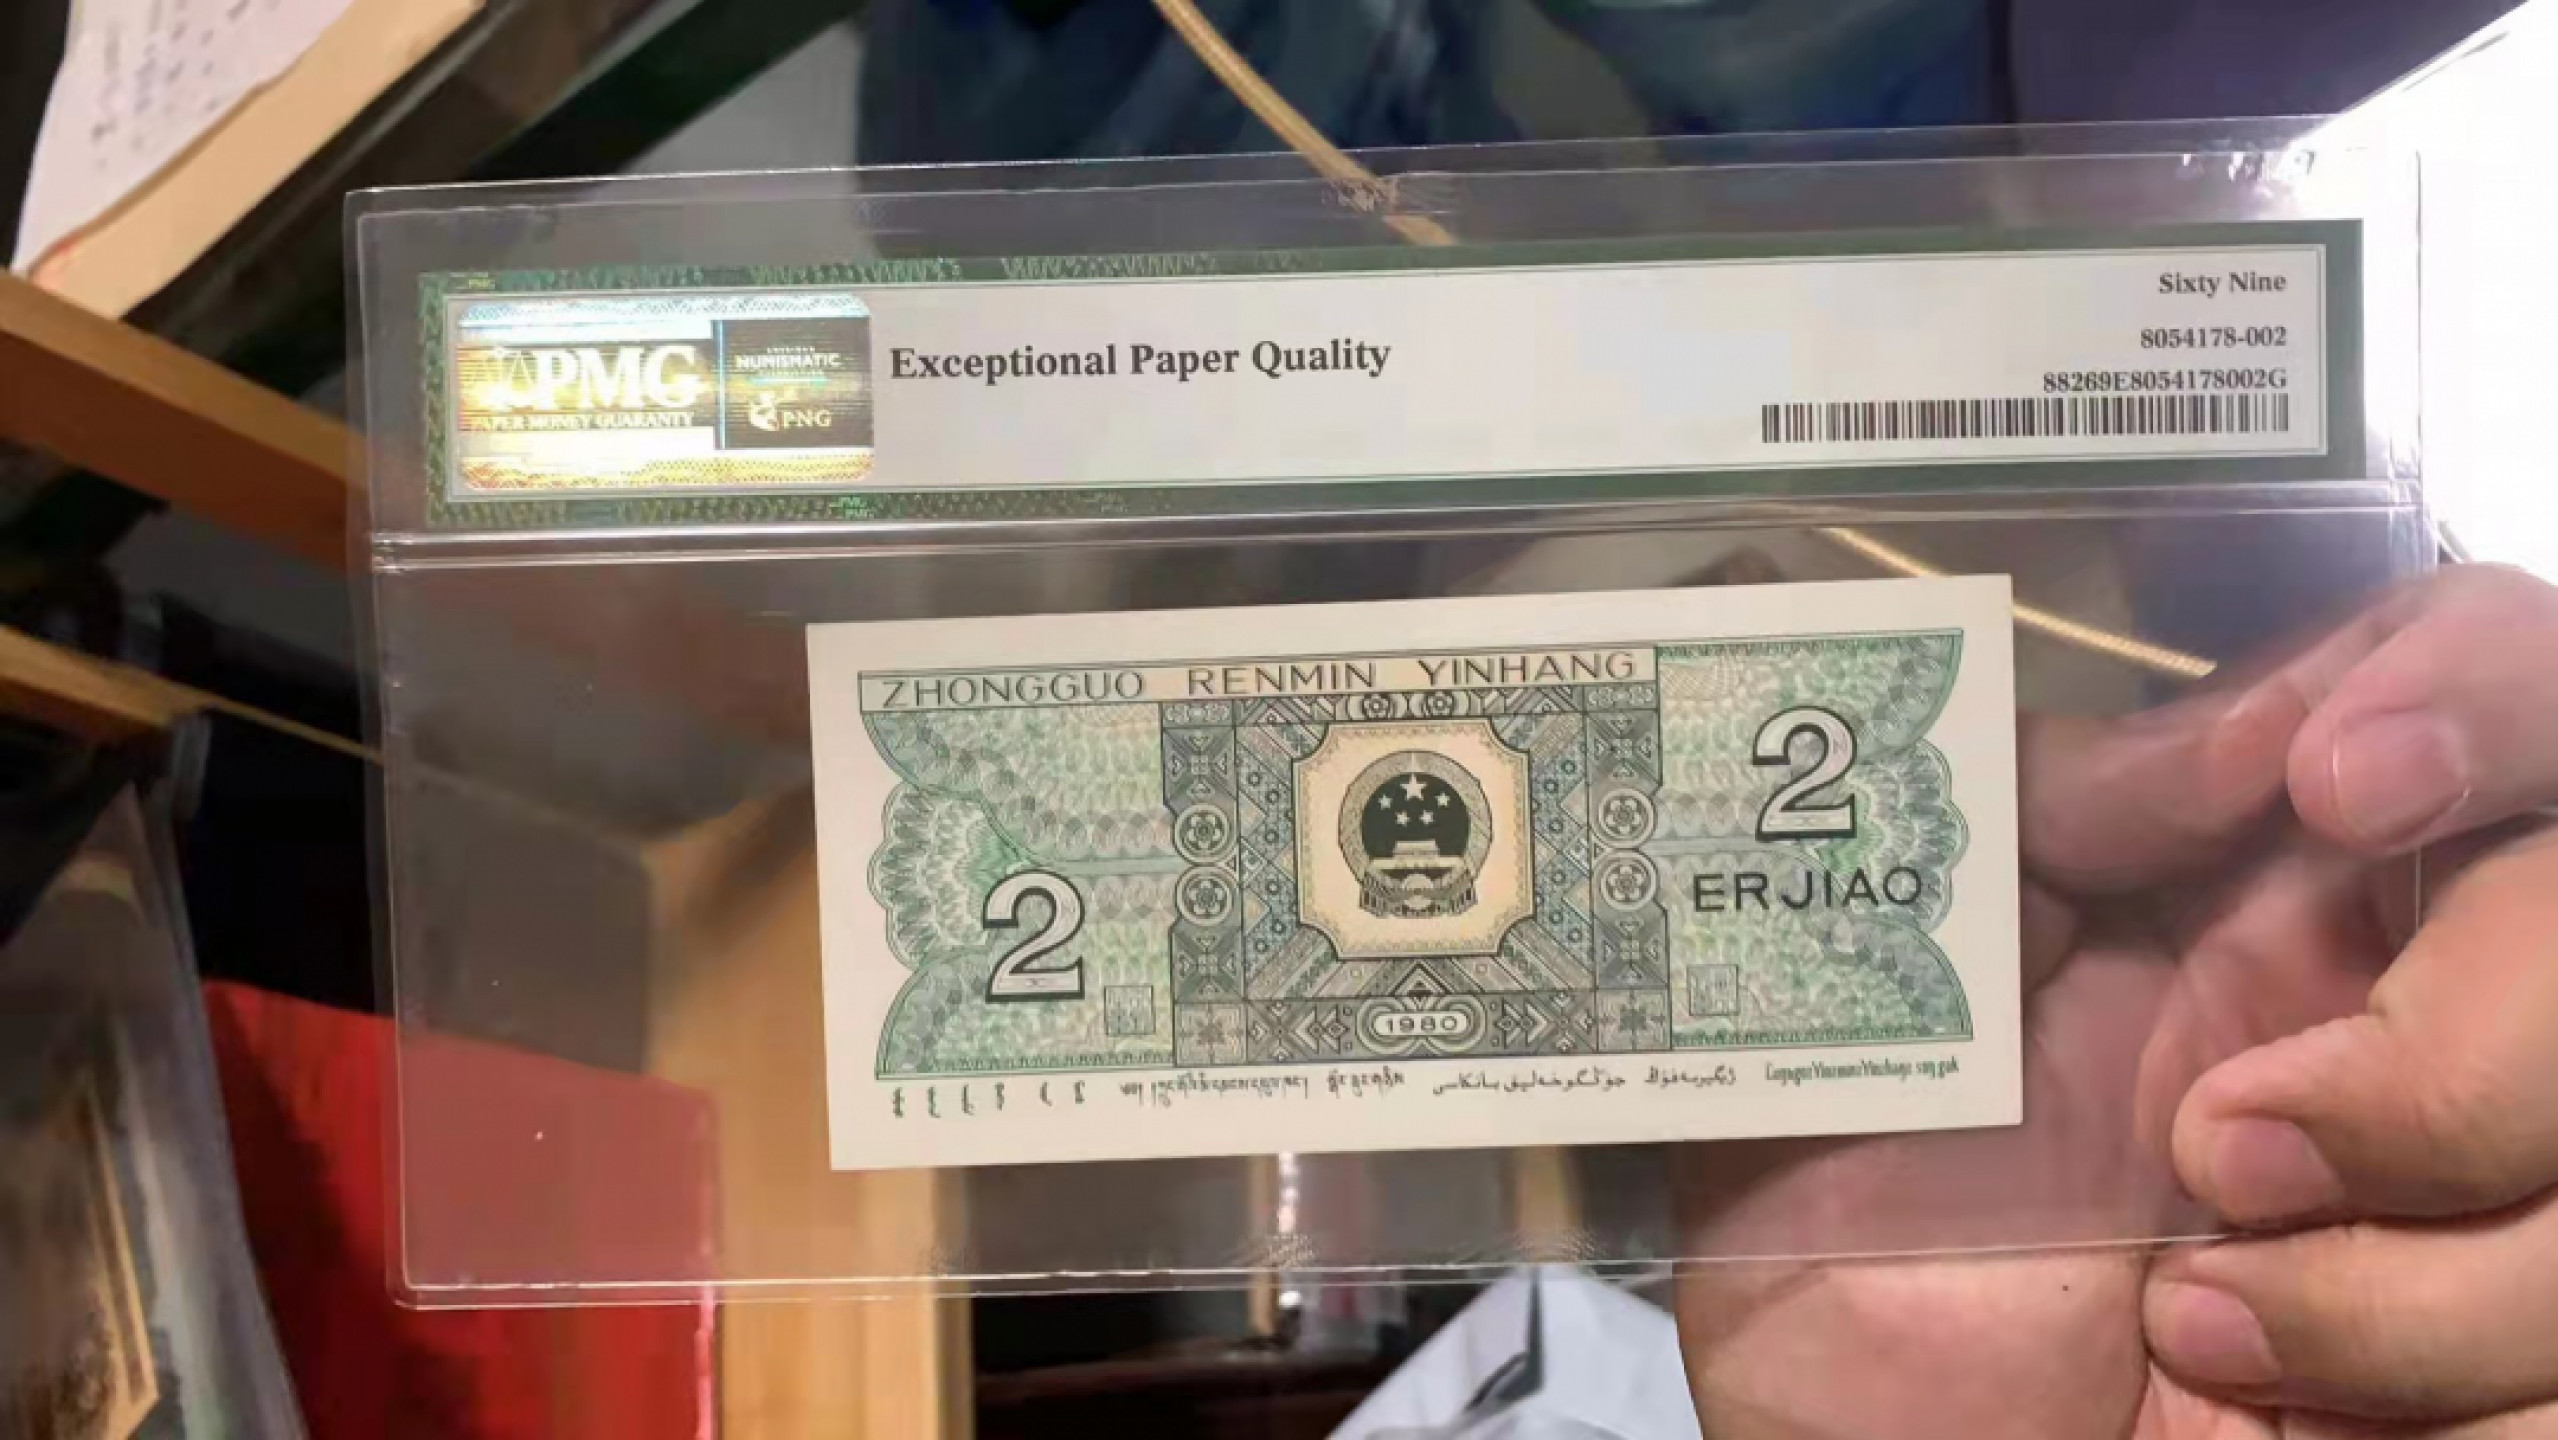 Sixty Nine
8054178-002
88269E8054178002G
PMG
PAPER MONEY GUARANTY
NUMISMATIC
PNG
Exceptional Paper Quality
ZHONGGUO RENMIN YINHANG
2
2
ERJIAO
1980